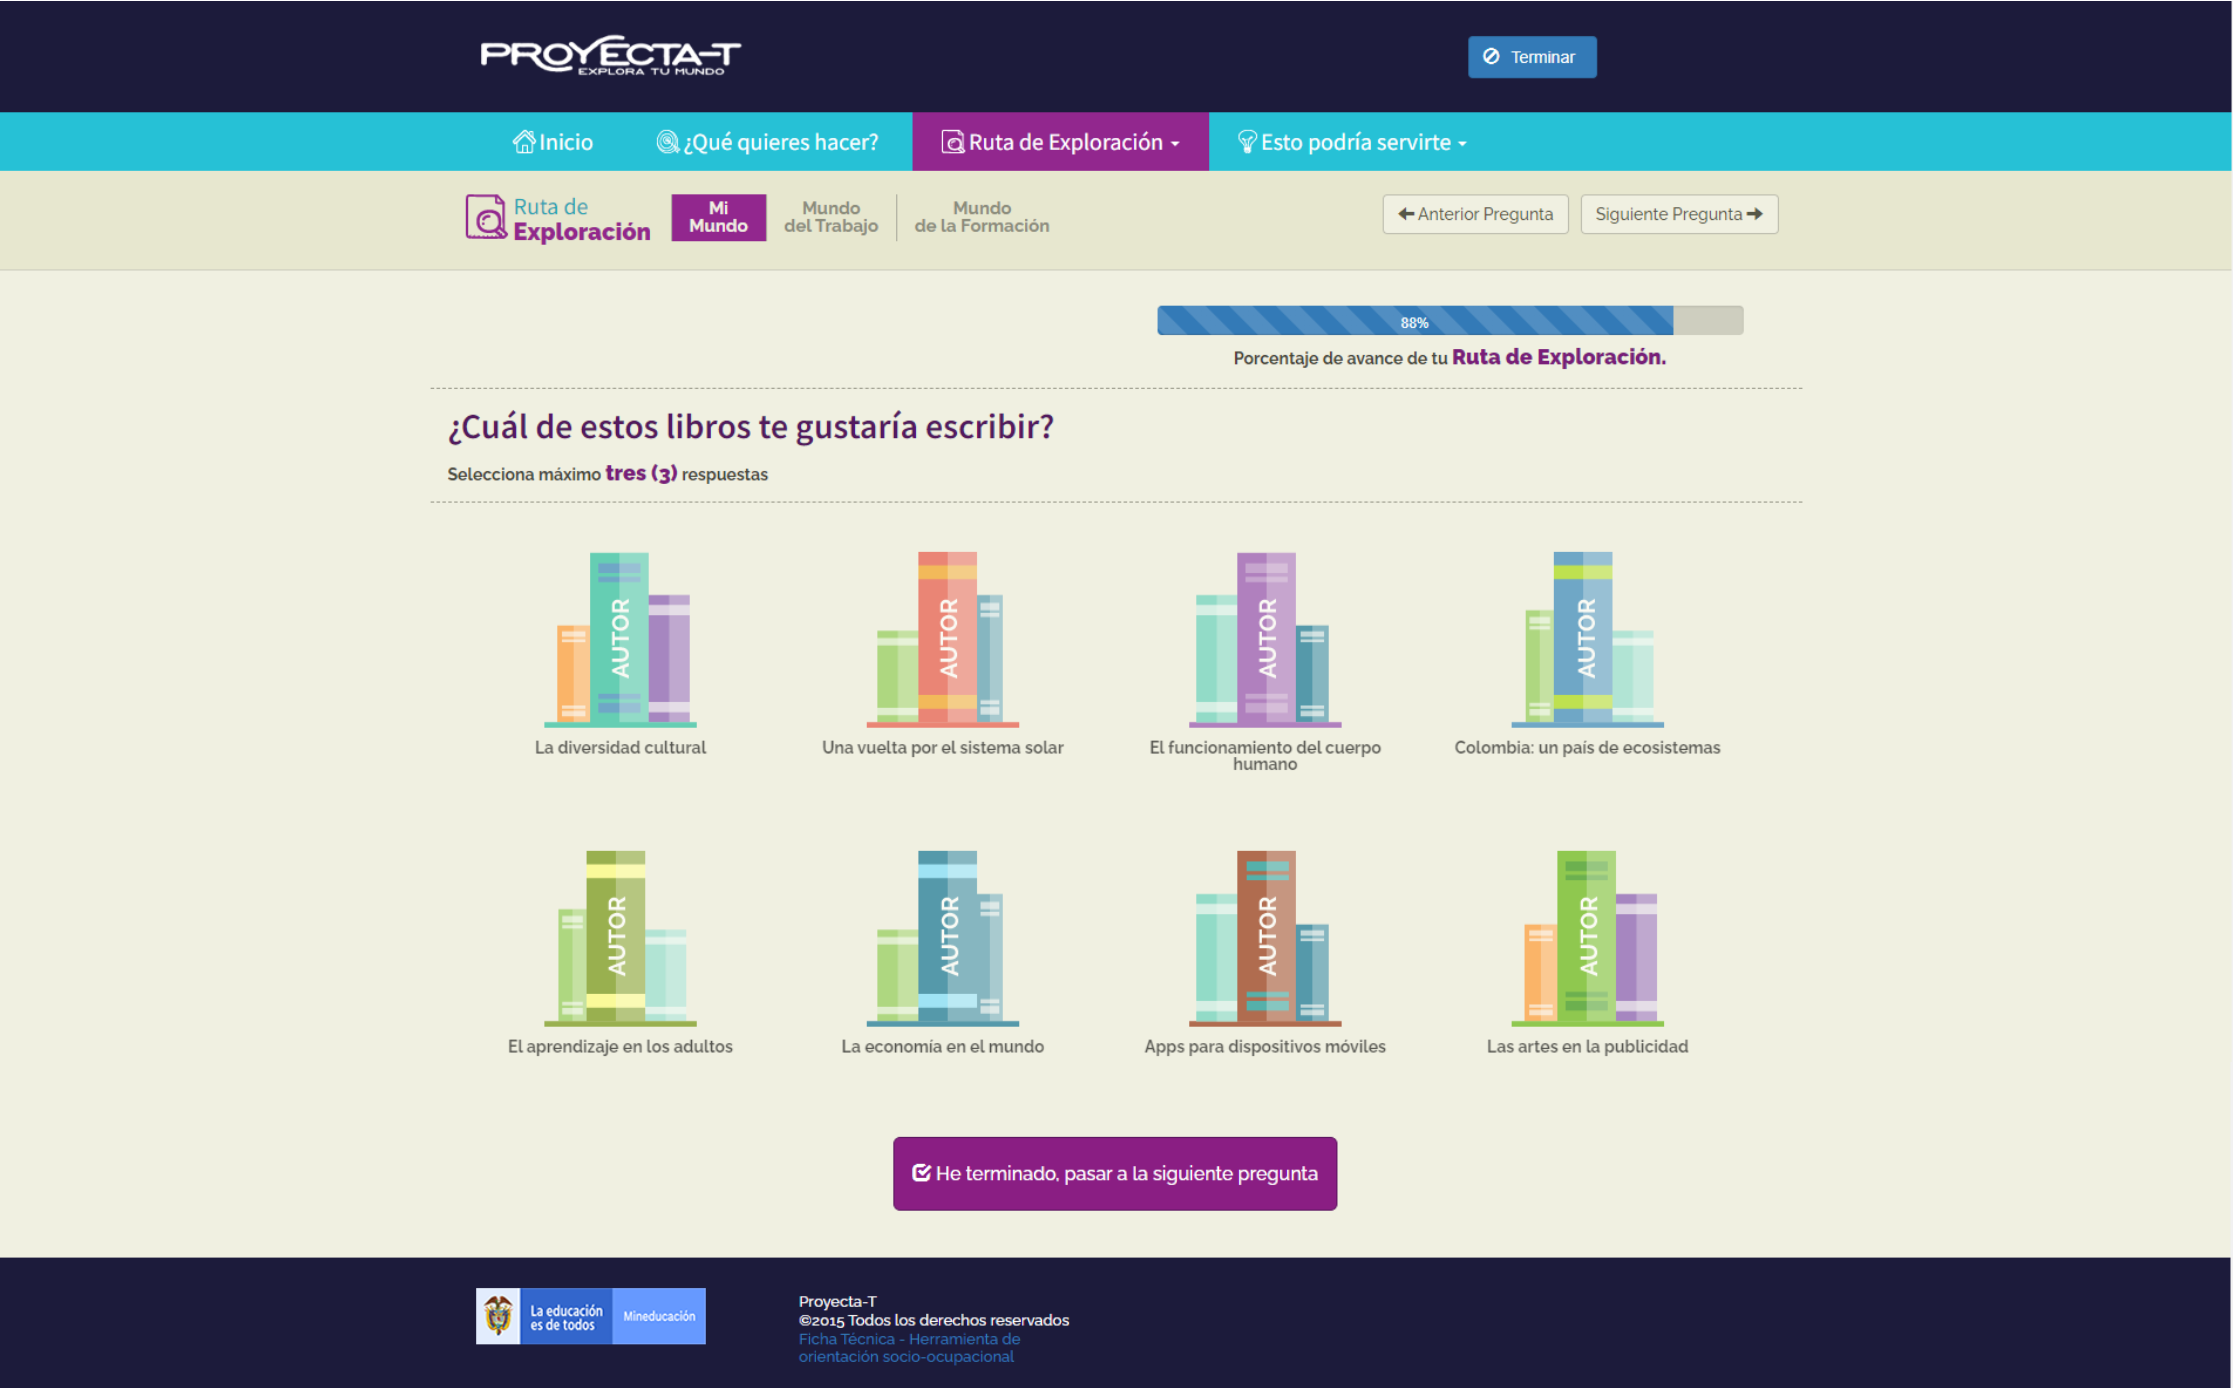 PROYECTA-T
EXPLORA TU MUNDO
Terminar
Inicio
¿Qué quieres hacer?
Ruta de Exploración
Esto podría servirte
Ruta de
Exploración
Mi
Mundo
Mundo
del Trabajo
Mundo
de la Formación
Anterior Pregunta
Siguiente Pregunta
88%
Porcentaje de avance de tu Ruta de Exploración.
¿Cuál de estos libros te gustaría escribir?
Selecciona máximo tres (3) respuestas
AUTOR
AUTOR
AUTOR
AUTOR
La diversidad cultural
Una vuelta por el sistema solar
El funcionamiento del cuerpo
humano
Colombia: un país de ecosistemas
AUTOR
AUTOR
AUTOR
AUTOR
El aprendizaje en los adultos
La economía en el mundo
Apps para dispositivos móviles
Las artes en la publicidad
He terminado, pasar a la siguiente pregunta
La educación
es de todos
Mineducación
Proyecta-T
©2015 Todos los derechos reservados
Ficha Técnica - Herramienta de
orientación socio-ocupacional